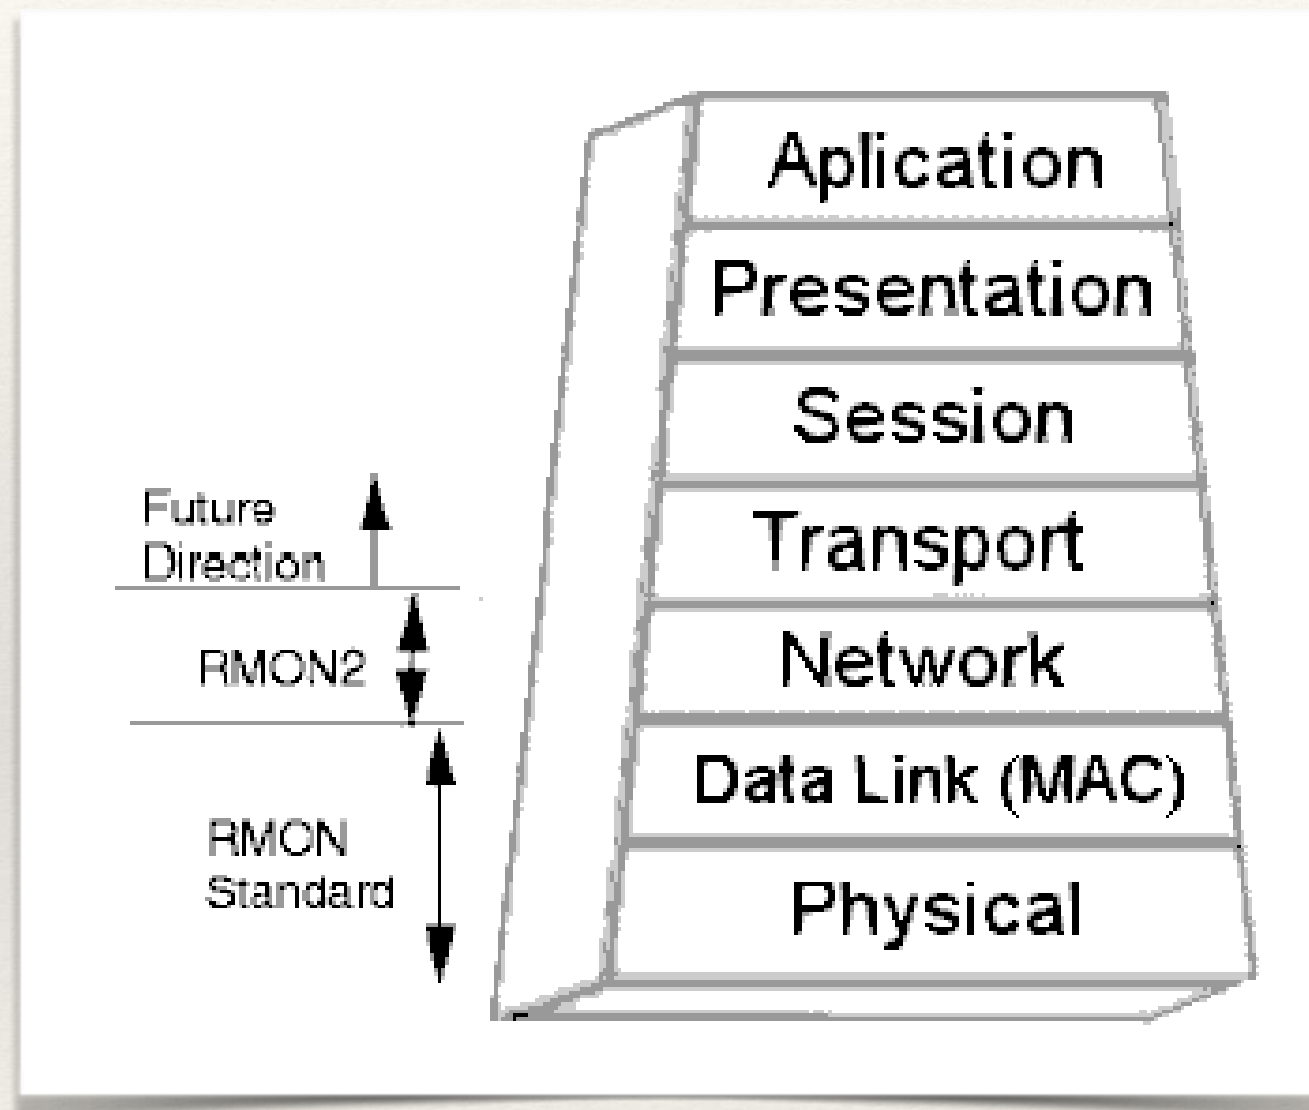 Aplication
Presentation
Session
Transport
Network
Data Link (MAC)
Physical
Future
Direction
RMON2
RMON
Standard